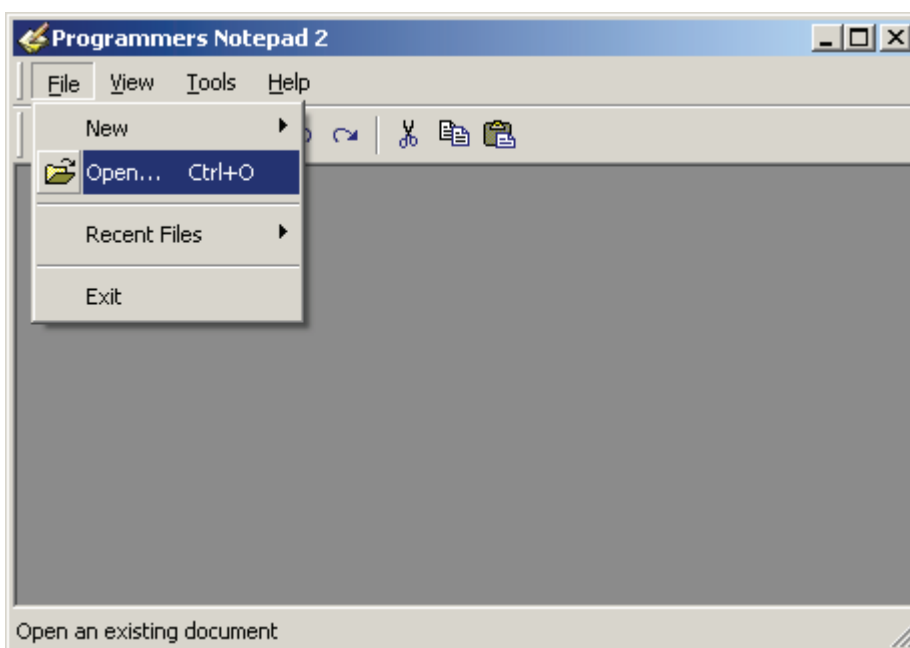 Programmers Notepad 2
File View Tools Help
New
Open... Ctrl+O
Recent Files
Exit
Open an existing document